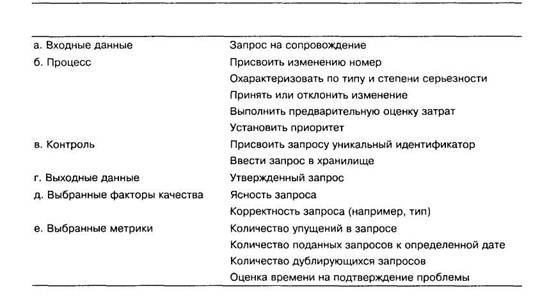 а. Входные данные Запрос на сопровождение
б. Процесс Присвоить изменению номер
Охарактеризовать по типу и степени серьезности
Принять или отклонить изменение
Выполнить предварительную оценку затрат
Установить приоритет
в. Контроль Присвоить запросу уникальный идентификатор
Ввести запрос в хранилище
г. Выходные данные Утвержденный запрос
д. Выбранные факторы качества Ясность запроса
Корректность запроса (например, тип)
е. Выбранные метрики Количество упущений в запросе
Количество поданных запросов к определенной дате
Количество дублирующихся запросов
Оценка времени на подтверждение проблемы